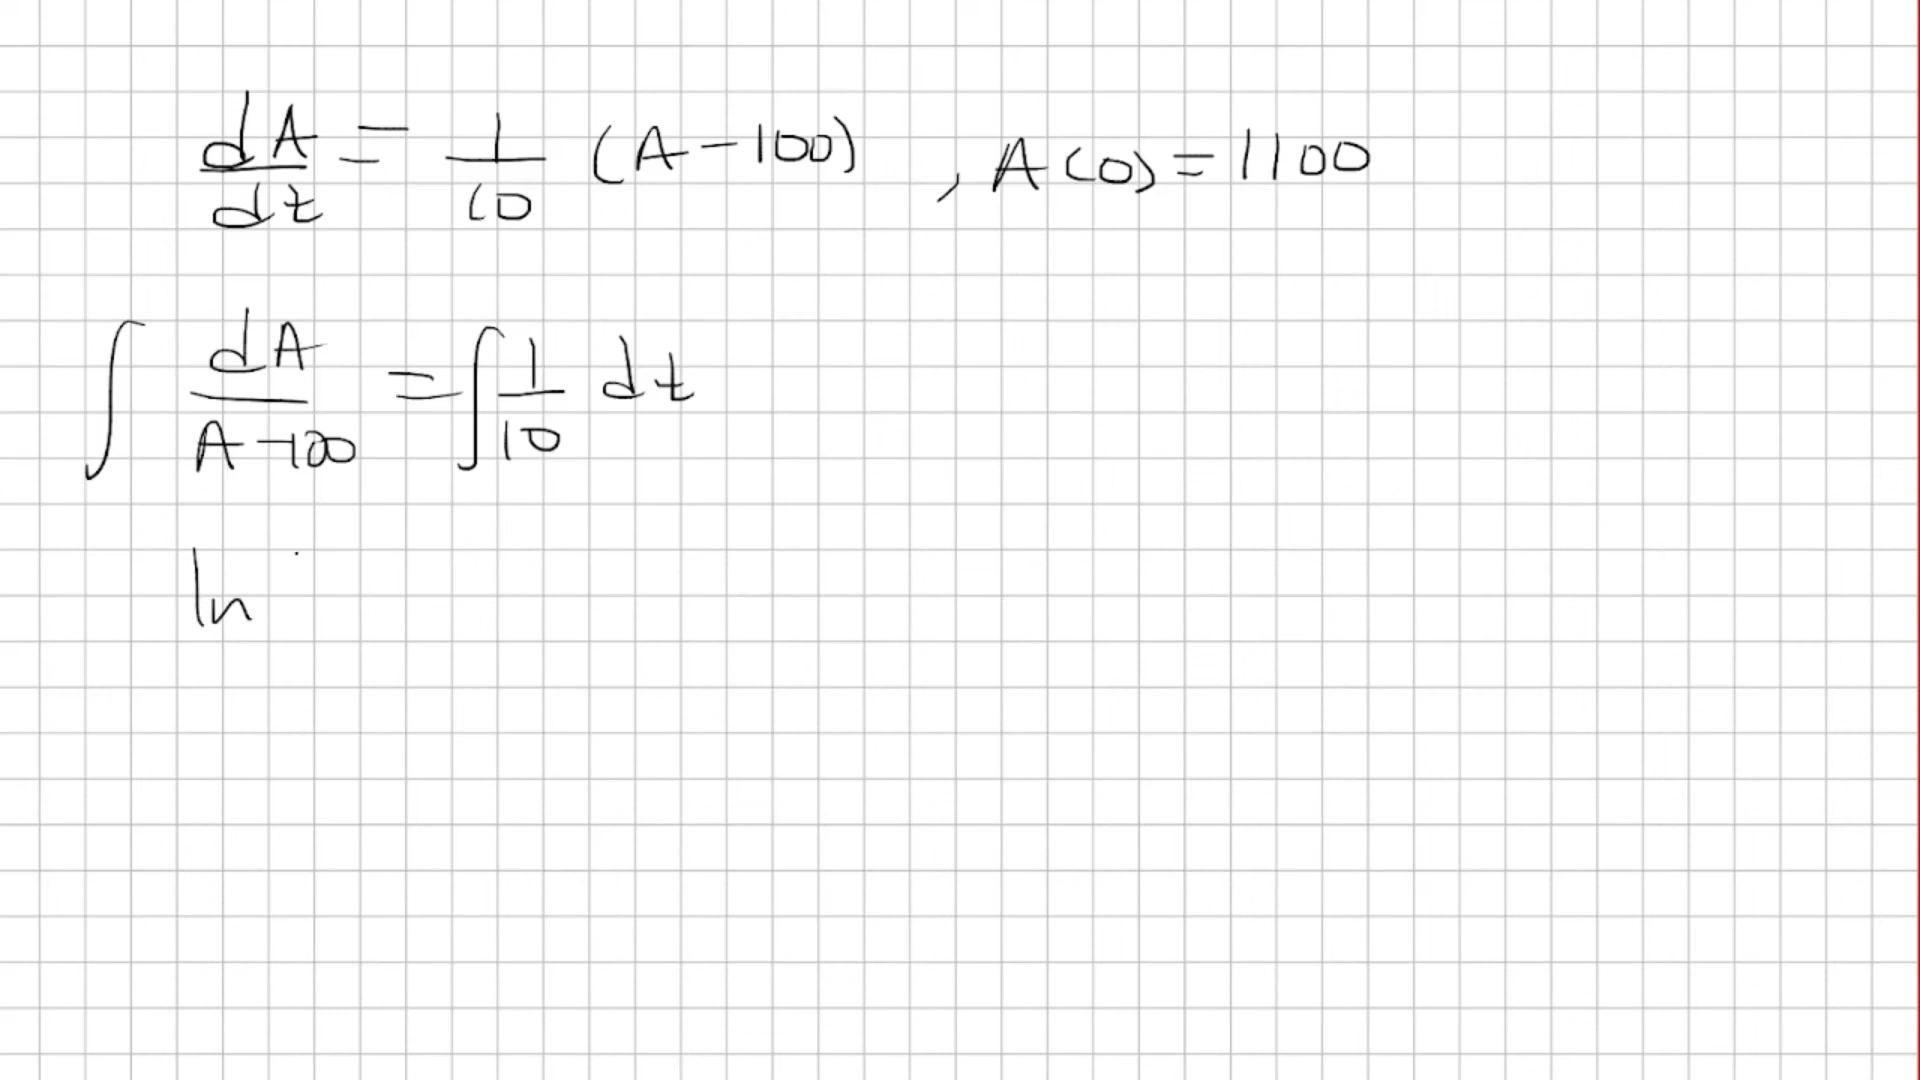 dA/dt = 1/10 (A-100) , A(0) = 1100
∫ dA/(A-100) = ∫ 1/10 dt
ln